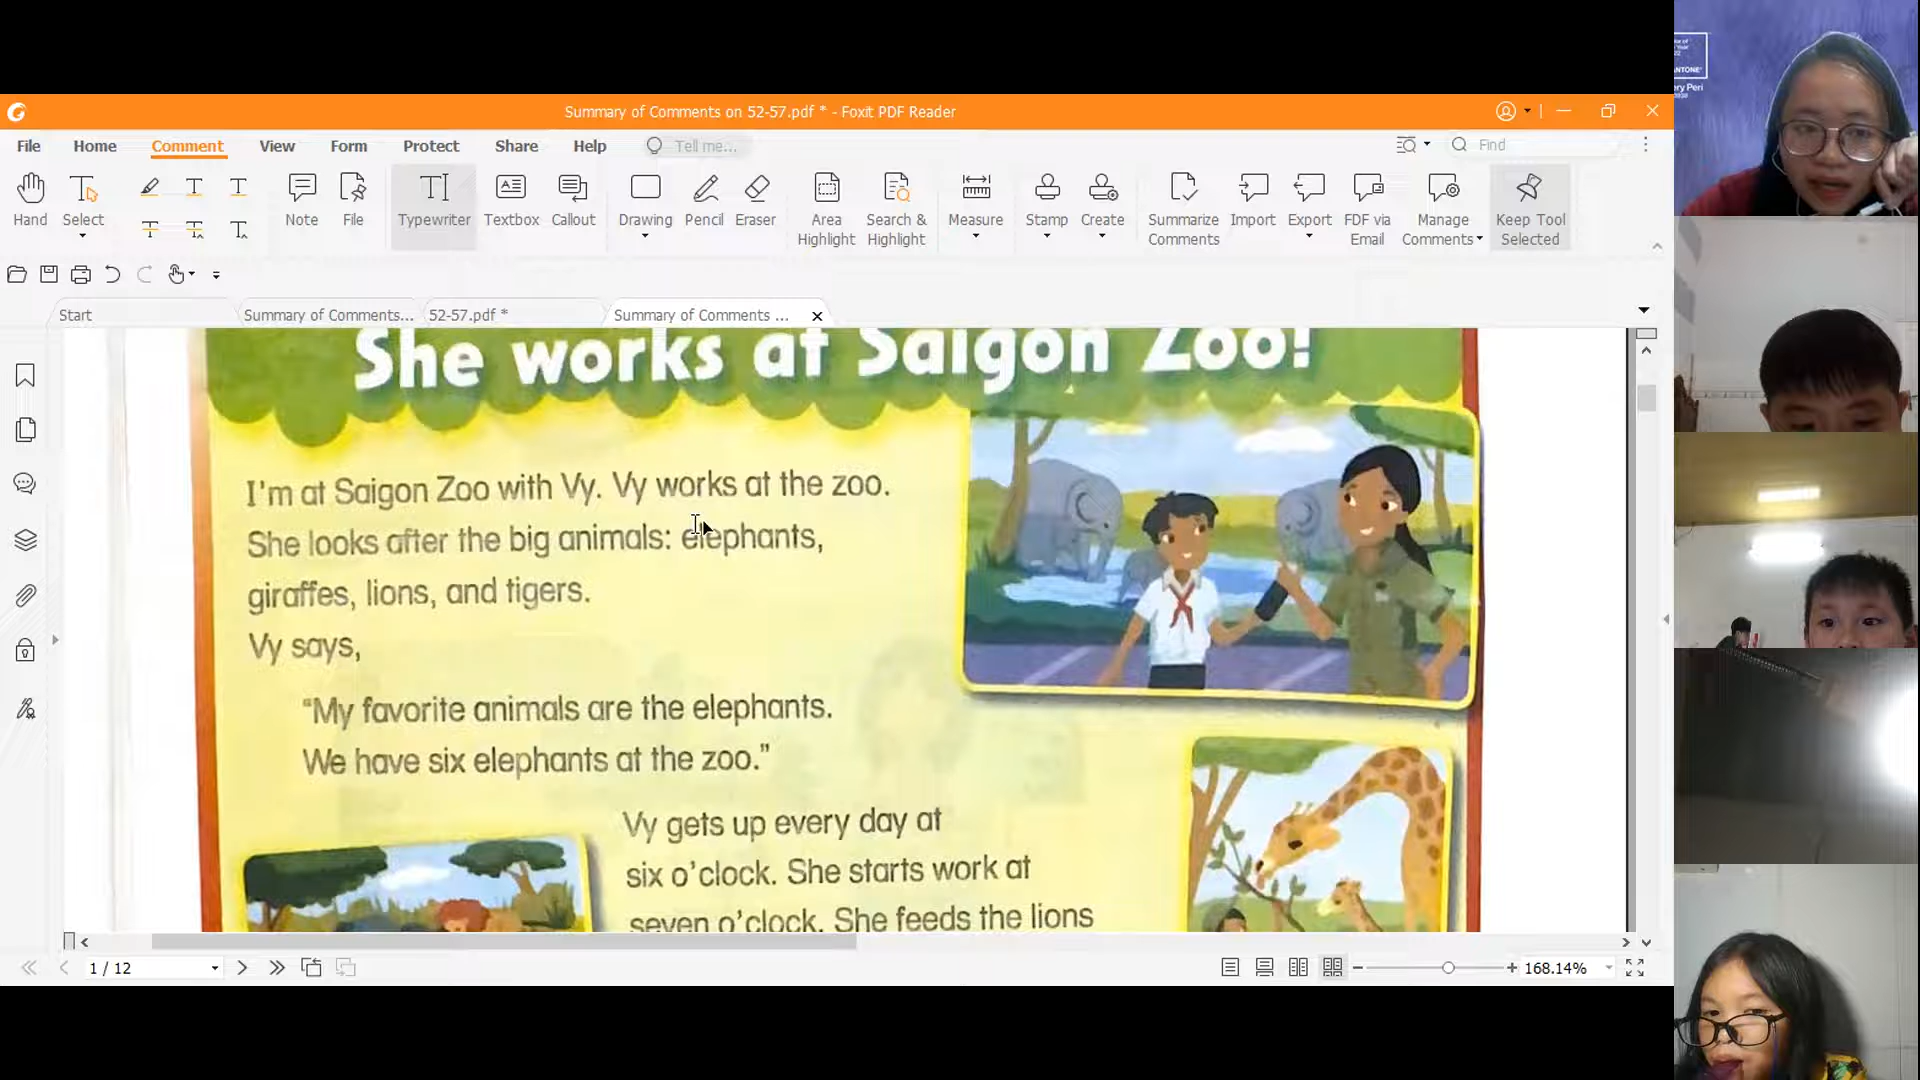 Summary of Comments on 52-57.pdf * - Foxit PDF Reader
File Home Comment View Form Protect Share Help Tell me... Find
Hand Select Note File Typewriter Textbox Callout Drawing Pencil Eraser Area Highlight Search & Highlight Measure Stamp Create Summarize Comments Import Export FDF via Email Manage Comments Keep Tool Selected
Start Summary of Comments... 52-57.pdf * Summary of Comments ...
She works at Saigon Zoo!
I'm at Saigon Zoo with Vy. Vy works at the zoo.
She looks after the big animals: elephants,
giraffes, lions, and tigers.
Vy says,
"My favorite animals are the elephants.
We have six elephants at the zoo."
Vy gets up every day at
six o'clock. She starts work at
seven o'clock. She feeds the lions
1 / 12
168.14%
ANTONE
ery Peri